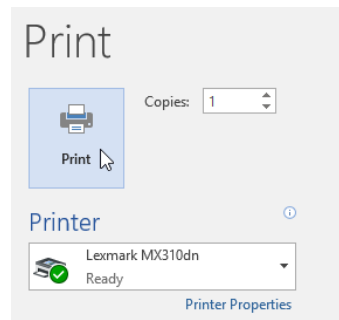 Print
Copies: 1
Print
Printer
Lexmark MX310dn
Ready
Printer Properties